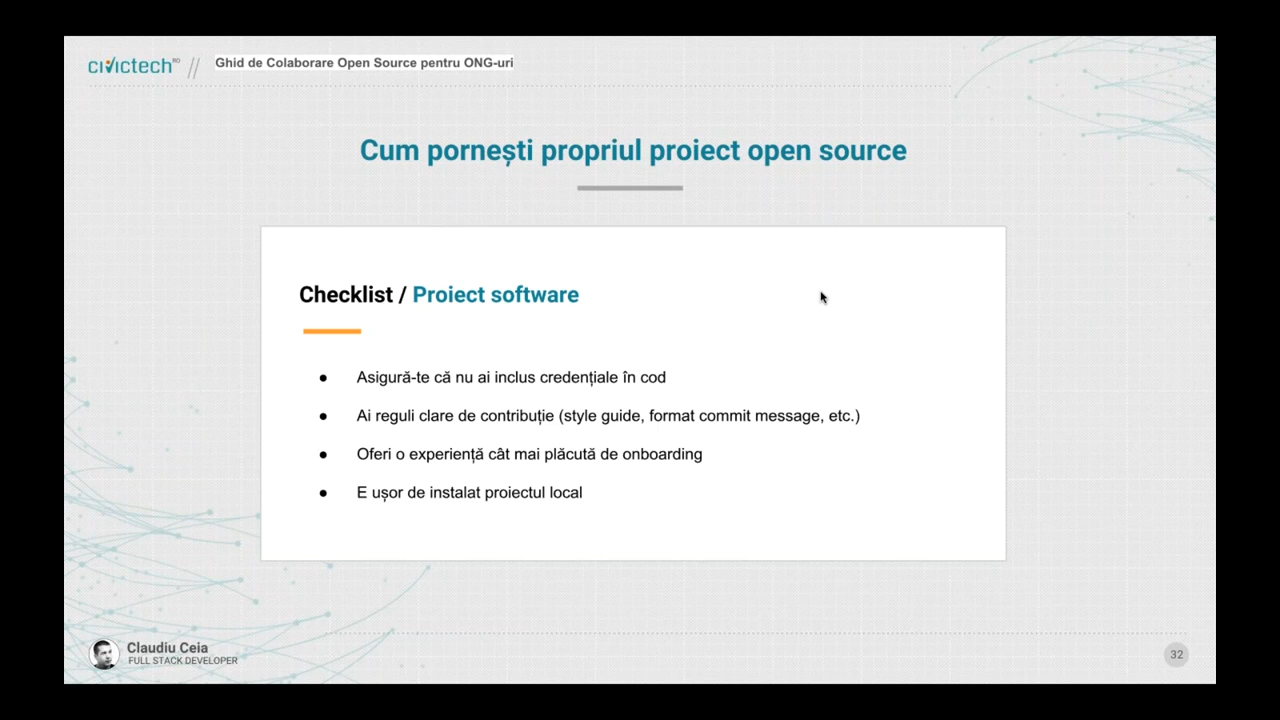 civictech RO // Ghid de Colaborare Open Source pentru ONG-uri
Cum pornești propriul proiect open source
Checklist / Proiect software
● Asigură-te că nu ai inclus credențiale în cod
● Ai reguli clare de contribuție (style guide, format commit message, etc.)
● Oferi o experiență cât mai plăcută de onboarding
● E ușor de instalat proiectul local
Claudiu Ceia
FULL STACK DEVELOPER
32